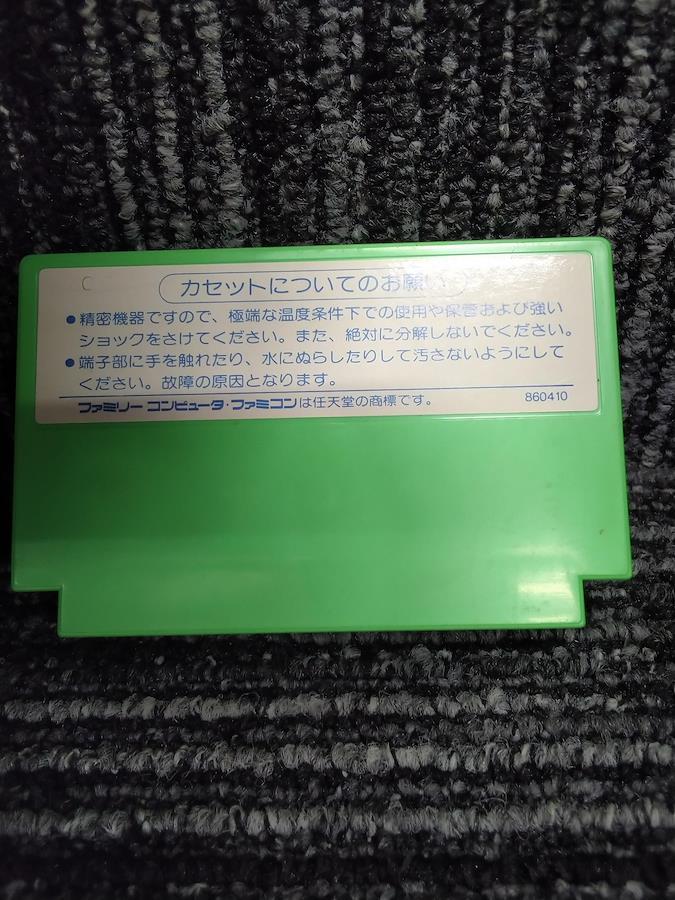 カセットについてのお願い
●精密機器ですので、極端な温度条件下での使用や保管および強い
ショックをさけてください。また、絶対に分解しないでください。
●端子部に手を触れたり、水にぬらしたりして汚さないようにして
ください。故障の原因となります。
ファミリー コンピュータ・ファミコンは任天堂の商標です。 860410